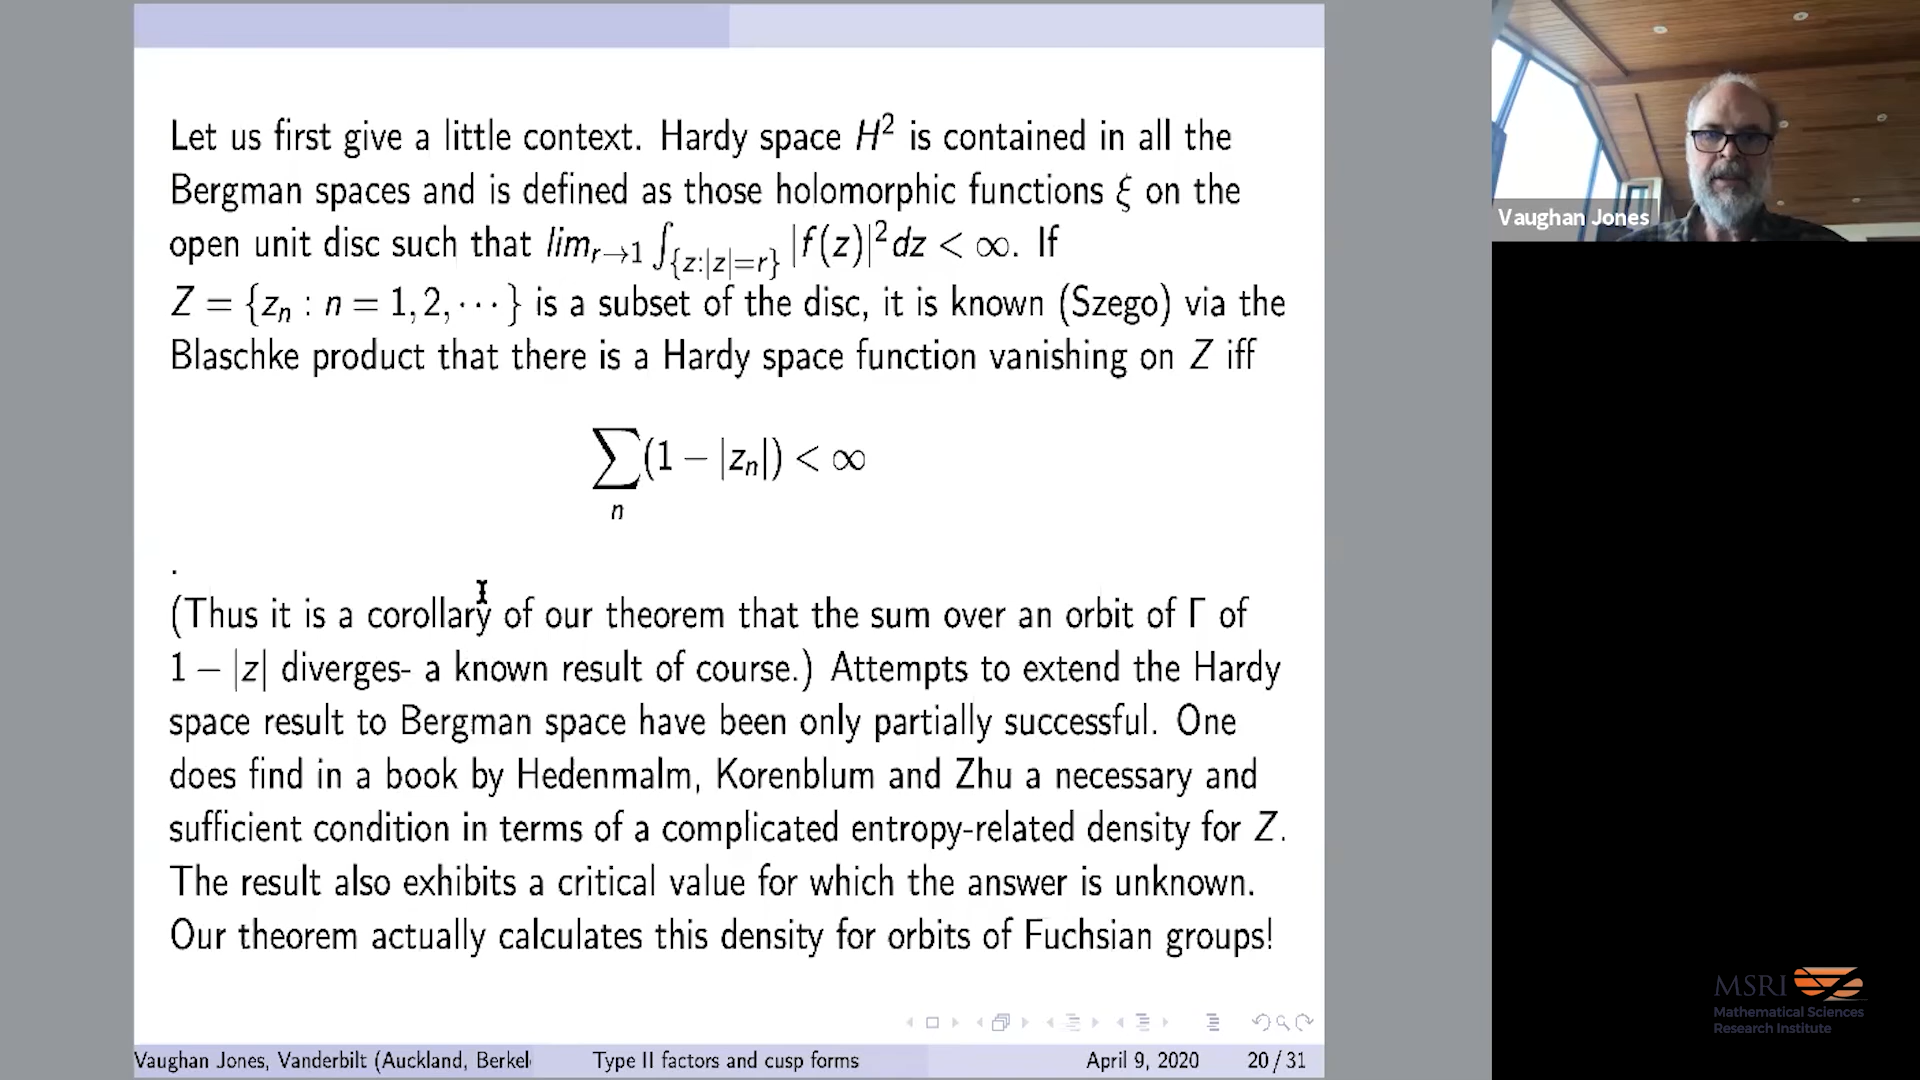 Let us first give a little context. Hardy space H² is contained in all the
Bergman spaces and is defined as those holomorphic functions ξ on the
open unit disc such that lim_{r→1} ∫_{{z:|z|=r}} |f(z)|²dz < ∞. If
Z = {z_n : n = 1, 2, ⋯ } is a subset of the disc, it is known (Szego) via the
Blaschke product that there is a Hardy space function vanishing on Z iff
∑_n (1 − |z_n|) < ∞
.
(Thus it is a corollary of our theorem that the sum over an orbit of Γ of
1 − |z| diverges- a known result of course.) Attempts to extend the Hardy
space result to Bergman space have been only partially successful. One
does find in a book by Hedenmalm, Korenblum and Zhu a necessary and
sufficient condition in terms of a complicated entropy-related density for Z.
The result also exhibits a critical value for which the answer is unknown.
Our theorem actually calculates this density for orbits of Fuchsian groups!
Vaughan Jones, Vanderbilt (Auckland, Berkel
Type II factors and cusp forms
April 9, 2020
20 / 31
Vaughan Jones
MSRI
Mathematical Sciences
Research Institute